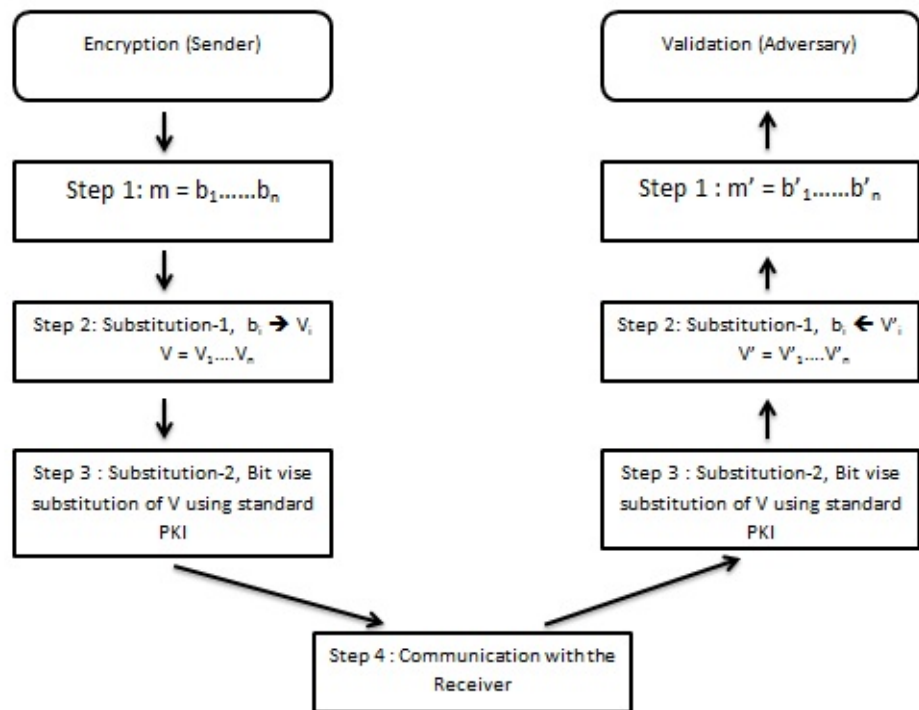 Encryption (Sender)
Step 1: m = b₁......bₙ
Step 2: Substitution-1, bᵢ → Vᵢ
V = V₁....Vₙ
Step 3 : Substitution-2, Bit vise
substitution of V using standard
PKI
Step 4 : Communication with the
Receiver
Validation (Adversary)
Step 1 : m’ = b’₁......b’ₙ
Step 2: Substitution-1, bᵢ ← V’ᵢ
V’ = V’₁....V’ₙ
Step 3 : Substitution-2, Bit vise
substitution of V using standard
PKI